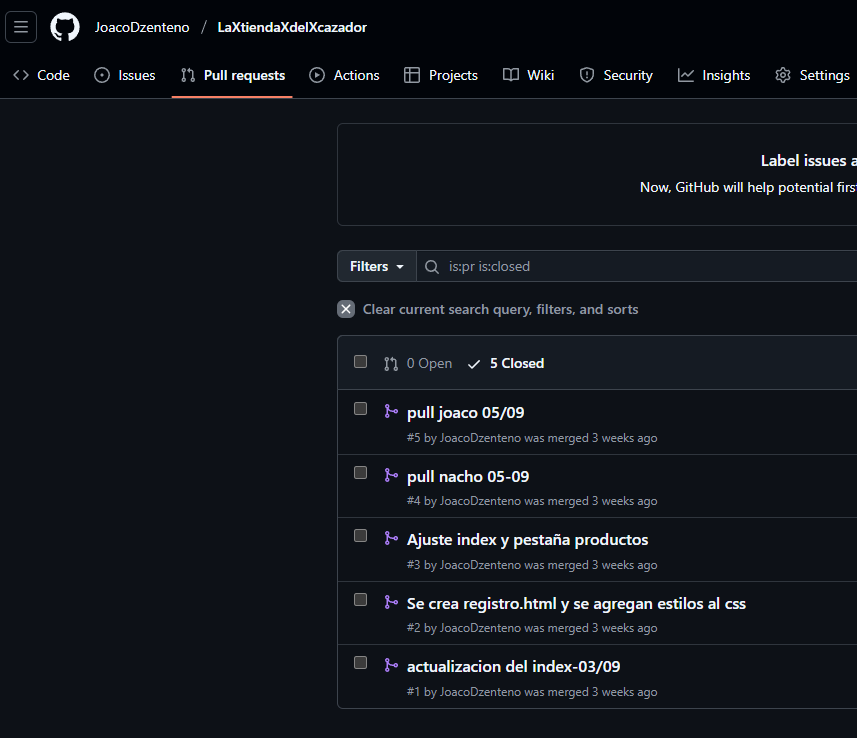 JoacoDzenteno / LaXtiendaXdelXcazador
Code Issues Pull requests Actions Projects Wiki Security Insights Settings
Label issues a
Now, GitHub will help potential firs
Filters is:pr is:closed
Clear current search query, filters, and sorts
0 Open 5 Closed
pull joaco 05/09
#5 by JoacoDzenteno was merged 3 weeks ago
pull nacho 05-09
#4 by JoacoDzenteno was merged 3 weeks ago
Ajuste index y pestaña productos
#3 by JoacoDzenteno was merged 3 weeks ago
Se crea registro.html y se agregan estilos al css
#2 by JoacoDzenteno was merged 3 weeks ago
actualizacion del index-03/09
#1 by JoacoDzenteno was merged 3 weeks ago